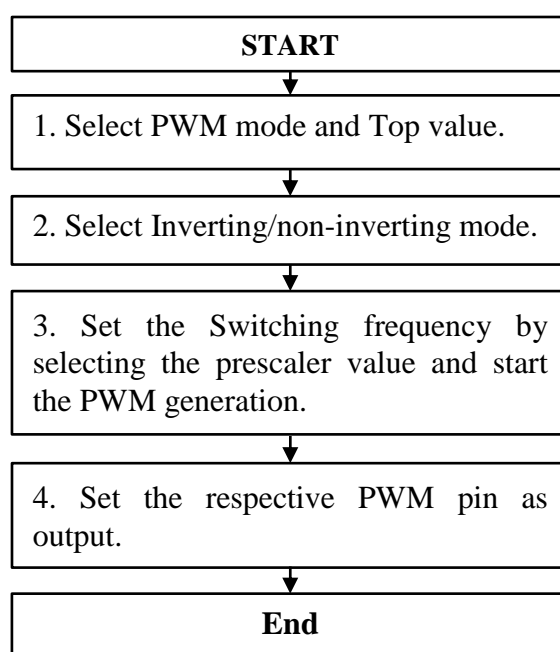 START
1. Select PWM mode and Top value.
2. Select Inverting/non-inverting mode.
3. Set the Switching frequency by
selecting the prescaler value and start
the PWM generation.
4. Set the respective PWM pin as
output.
End